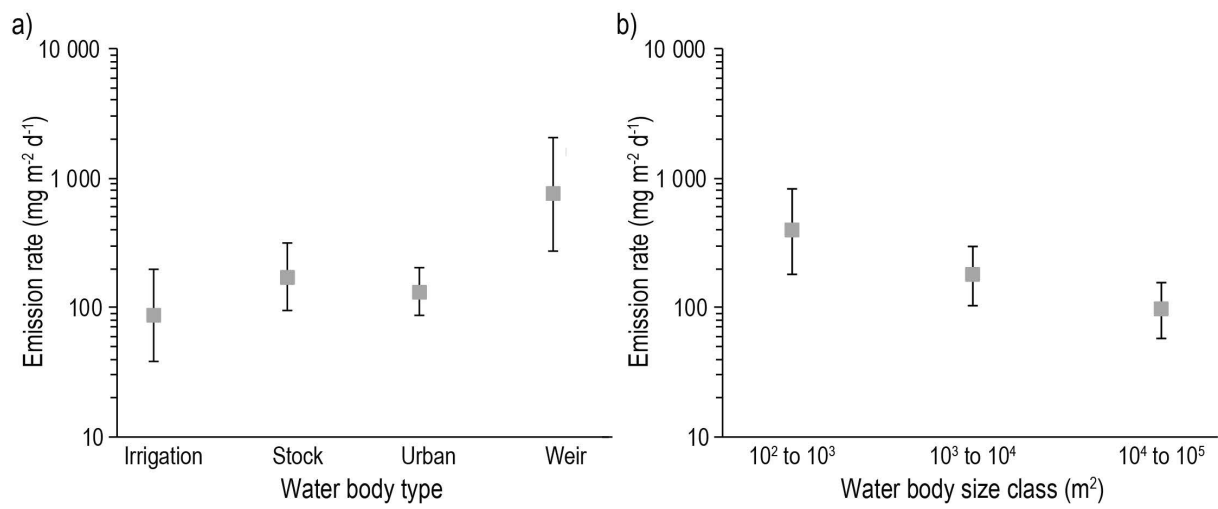 a)
Emission rate (mg m⁻² d⁻¹)
10 000
1 000
100
10
Irrigation Stock Urban Weir
Water body type
b)
Emission rate (mg m⁻² d⁻¹)
10 000
1 000
100
10
10² to 10³ 10³ to 10⁴ 10⁴ to 10⁵
Water body size class (m²)